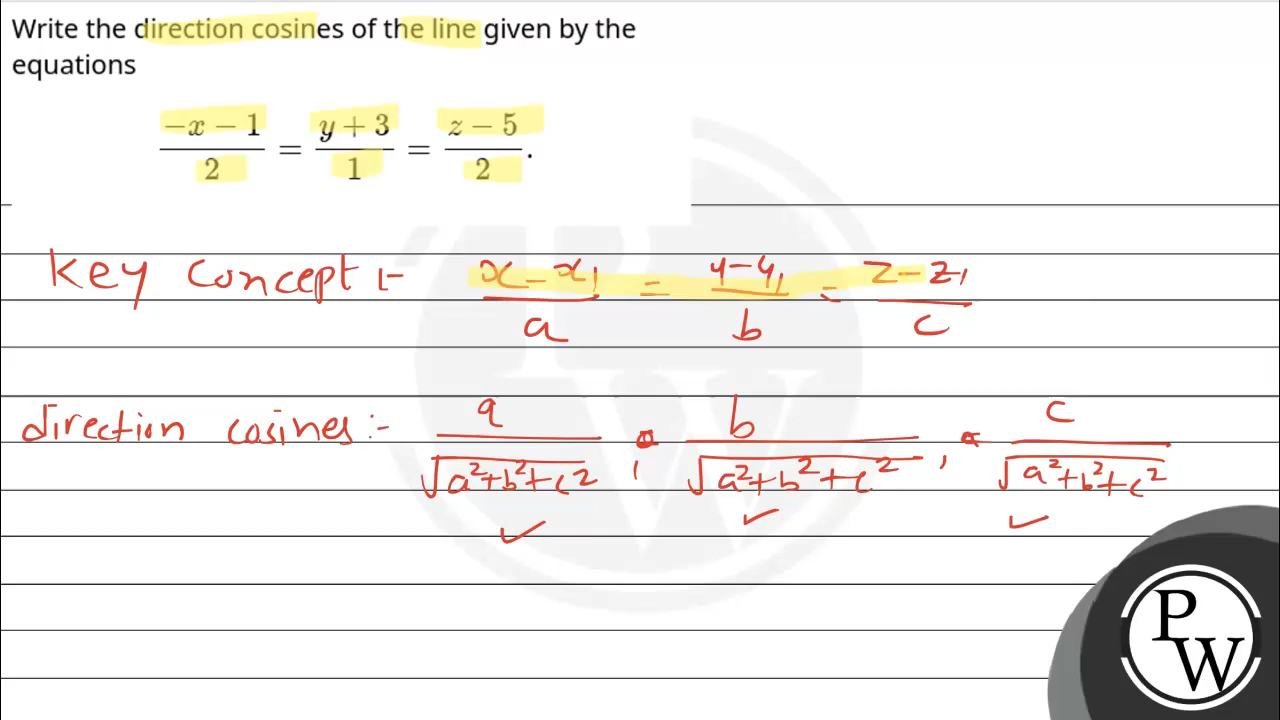 Write the direction cosines of the line given by the
equations
−x − 1 / 2 = y + 3 / 1 = z − 5 / 2 .
Key Concept :- x − x₁ / a = y − y₁ / b = z − z₁ / c
direction cosines :- a / √a²+b²+c² , b / √a²+b²+c² , c / √a²+b²+c²
PW